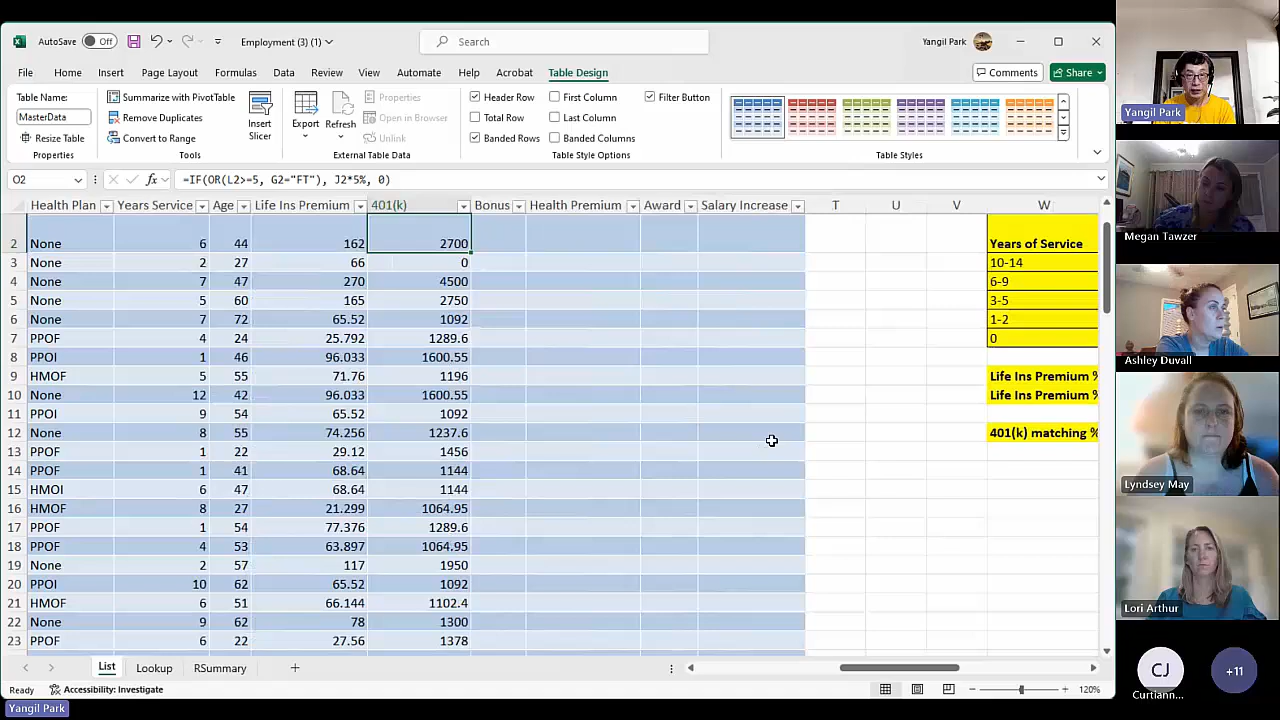 AutoSave Off Employment (3) (1) Search Yangil Park
File Home Insert Page Layout Formulas Data Review View Automate Help Acrobat Table Design Comments Share
Table Name:
MasterData
Resize Table
Properties
Summarize with PivotTable
Remove Duplicates
Convert to Range
Tools
Insert
Slicer
Export
Refresh
Properties
Open in Browser
Unlink
External Table Data
Header Row First Column Filter Button
Total Row Last Column
Banded Rows Banded Columns
Table Style Options
Table Styles
O2 fx =IF(OR(L2>=5, G2="FT"), J2*5%, 0)
Health Plan Years Service Age Life Ins Premium 401(k) Bonus Health Premium Award Salary Increase T U V W
2 None 6 44 162 2700 Years of Service
3 None 2 27 66 0 10-14
4 None 7 47 270 4500 6-9
5 None 5 60 165 2750 3-5
6 None 7 72 65.52 1092 1-2
7 PPOF 4 24 25.792 1289.6 0
8 PPOI 1 46 96.033 1600.55
9 HMOF 5 55 71.76 1196 Life Ins Premium %
10 None 12 42 96.033 1600.55 Life Ins Premium %
11 PPOI 9 54 65.52 1092
12 None 8 55 74.256 1237.6 401(k) matching %
13 PPOF 1 22 29.12 1456
14 PPOF 1 41 68.64 1144
15 HMOI 6 47 68.64 1144
16 HMOF 8 27 21.299 1064.95
17 PPOF 1 54 77.376 1289.6
18 PPOF 4 53 63.897 1064.95
19 None 2 57 117 1950
20 PPOI 10 62 65.52 1092
21 HMOF 6 51 66.144 1102.4
22 None 9 62 78 1300
23 PPOF 6 22 27.56 1378
List Lookup RSummary
Ready Accessibility: Investigate 120%
Yangil Park
Yangil Park
Megan Tawzer
Ashley Duvall
Lyndsey May
Lori Arthur
CJ
Curtiann...
+11